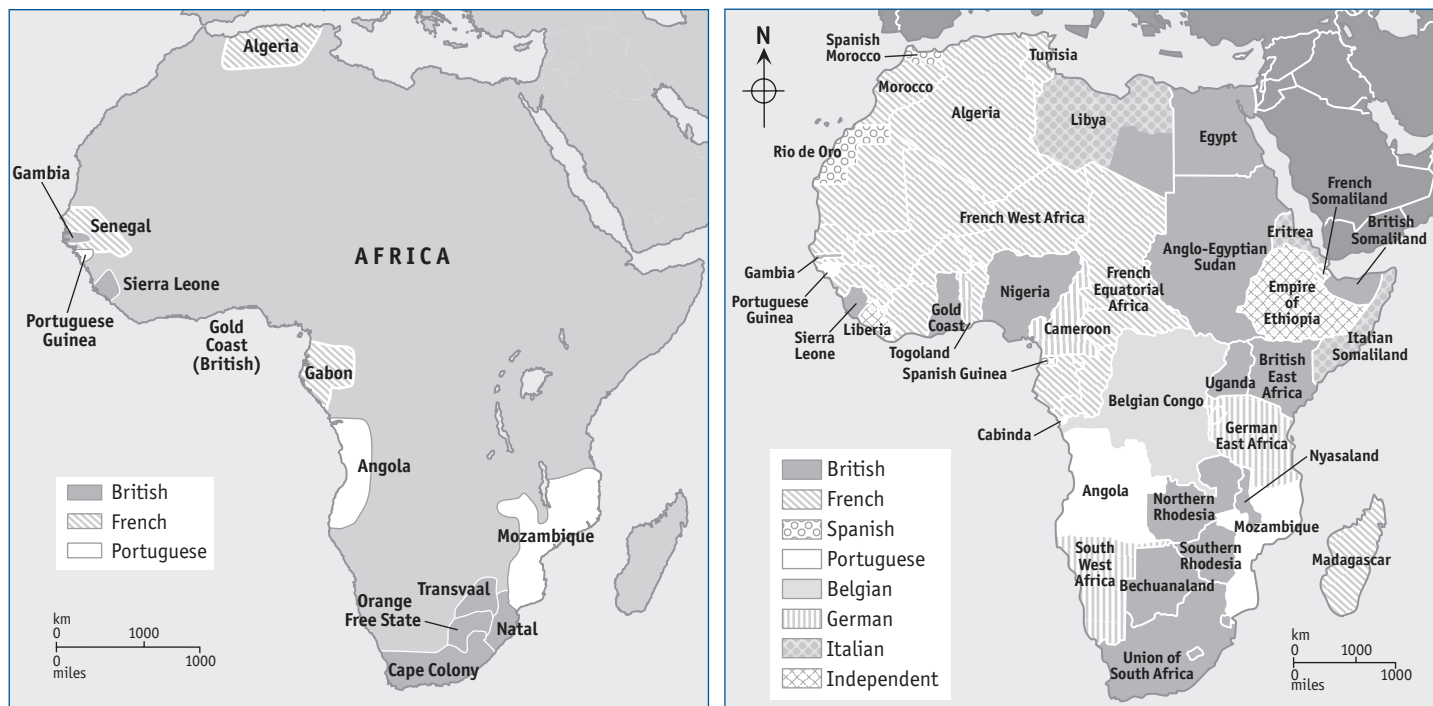 Algeria
Gambia
Senegal
AFRICA
Sierra Leone
Portuguese
Guinea
Gold
Coast
(British)
Gabon
Angola
British
French
Portuguese
Mozambique
Transvaal
Orange
Free State
Natal
Cape Colony
km
0 1000
0 1000
miles
N
Spanish
Morocco
Tunisia
Morocco
Algeria
Libya
Egypt
Rio de Oro
French
Somaliland
British
Somaliland
French West Africa
Eritrea
Anglo-Egyptian
Sudan
Gambia
Portuguese
Guinea
Sierra
Leone
Liberia
Gold
Coast
Togoland
Nigeria
French
Equatorial
Africa
Empire
of
Ethiopia
Cameroon
Italian
Somaliland
Spanish Guinea
Uganda
British
East
Africa
Belgian Congo
Cabinda
German
East Africa
Nyasaland
Angola
Northern
Rhodesia
Mozambique
South
West
Africa
Southern
Rhodesia
Bechuanaland
Madagascar
Union of
South Africa
British
French
Spanish
Portuguese
Belgian
German
Italian
Independent
km
0 1000
0 1000
miles